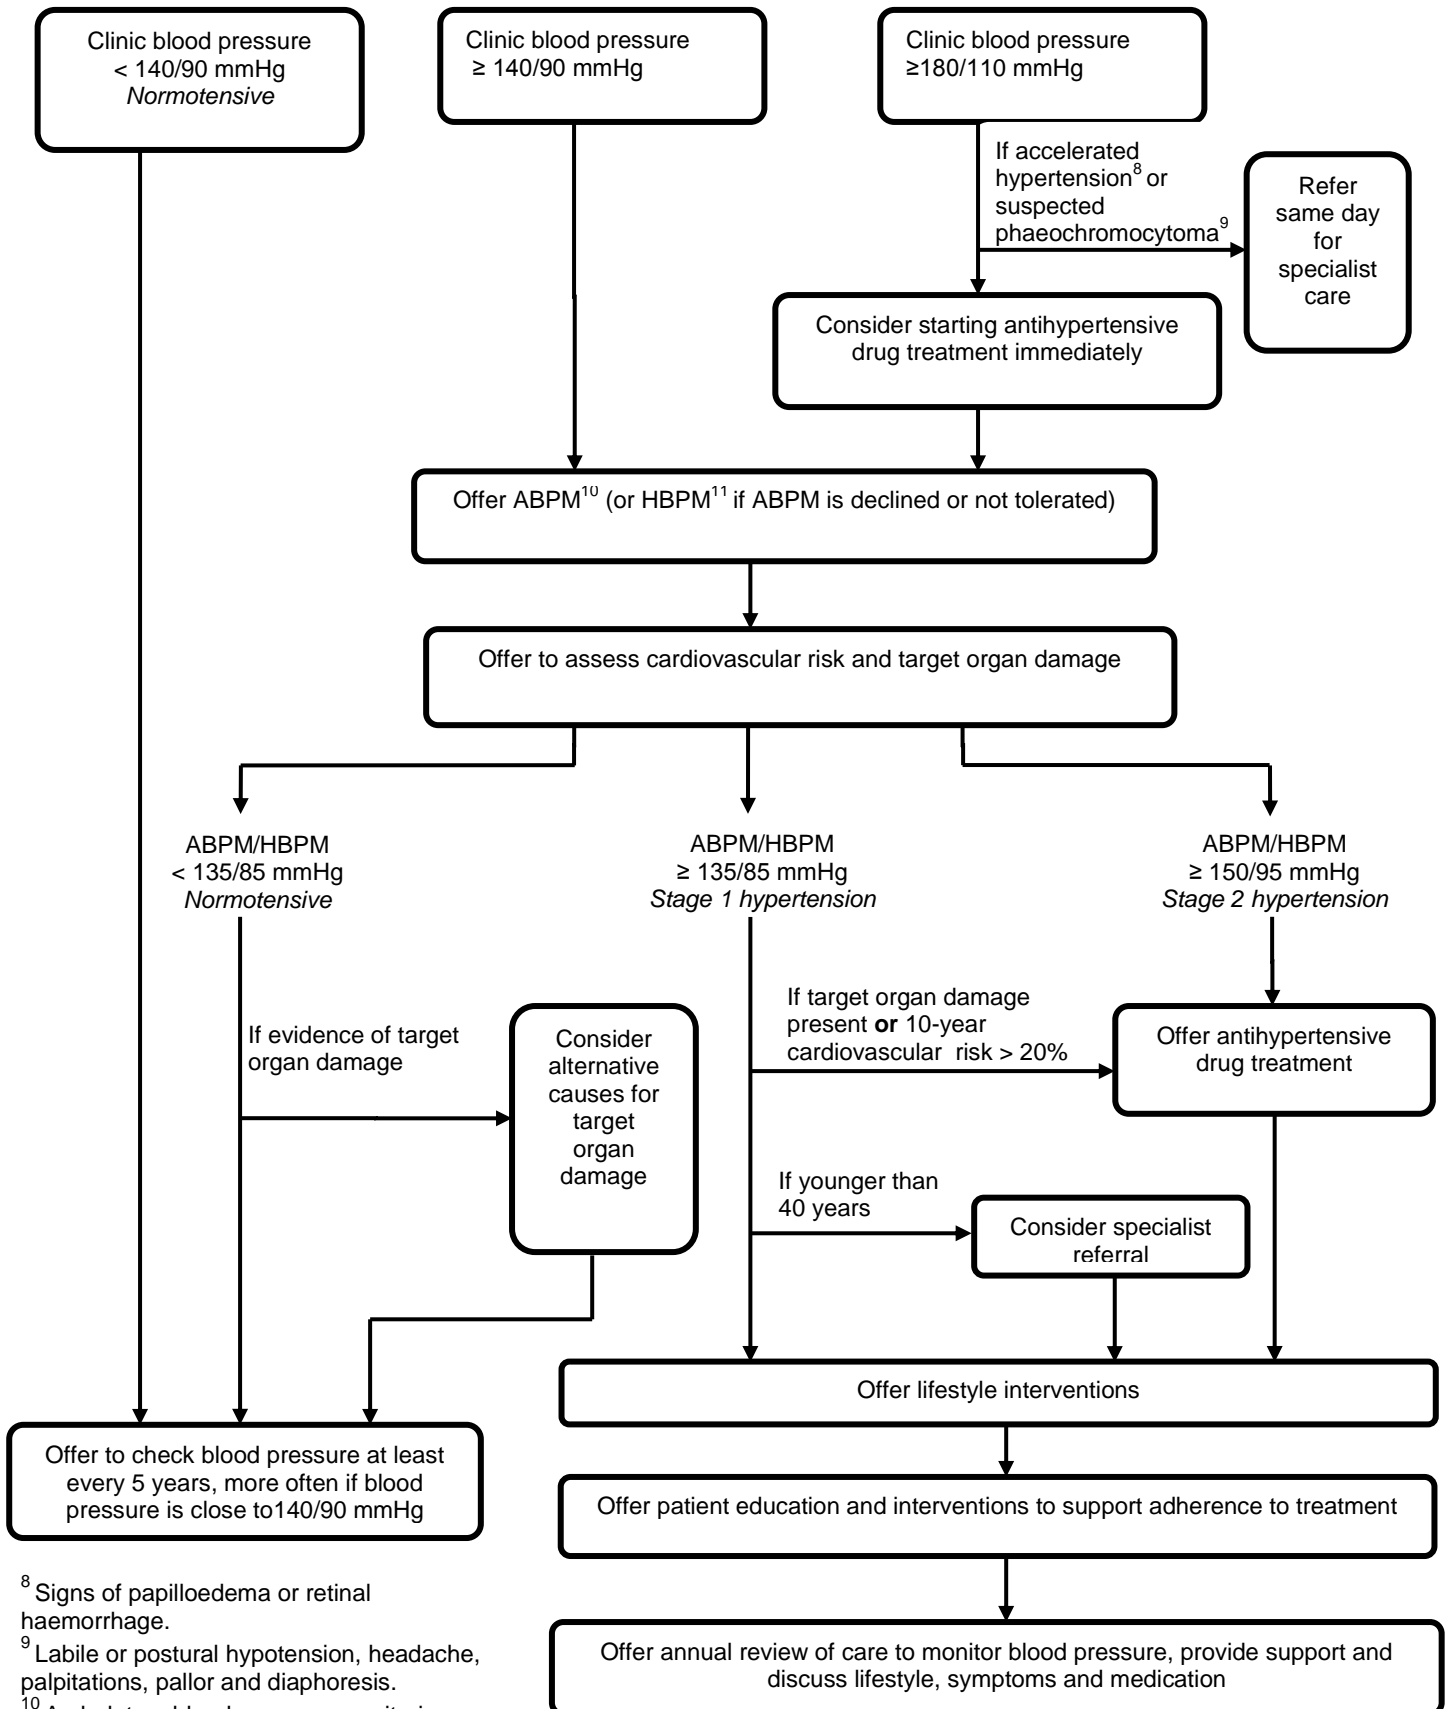 Clinic blood pressure
< 140/90 mmHg
Normotensive
Clinic blood pressure
≥ 140/90 mmHg
Clinic blood pressure
≥180/110 mmHg
If accelerated
hypertension8 or
suspected
phaeochromocytoma9
Refer
same day
for
specialist
care
Consider starting antihypertensive
drug treatment immediately
Offer ABPM10 (or HBPM11 if ABPM is declined or not tolerated)
Offer to assess cardiovascular risk and target organ damage
ABPM/HBPM
< 135/85 mmHg
Normotensive
ABPM/HBPM
≥ 135/85 mmHg
Stage 1 hypertension
ABPM/HBPM
≥ 150/95 mmHg
Stage 2 hypertension
If evidence of target
organ damage
Consider
alternative
causes for
target
organ
damage
If target organ damage
present or 10-year
cardiovascular risk > 20%
Offer antihypertensive
drug treatment
If younger than
40 years
Consider specialist
referral
Offer lifestyle interventions
Offer to check blood pressure at least
every 5 years, more often if blood
pressure is close to140/90 mmHg
Offer patient education and interventions to support adherence to treatment
Offer annual review of care to monitor blood pressure, provide support and
discuss lifestyle, symptoms and medication
8 Signs of papilloedema or retinal
haemorrhage.
9 Labile or postural hypotension, headache,
palpitations, pallor and diaphoresis.
10